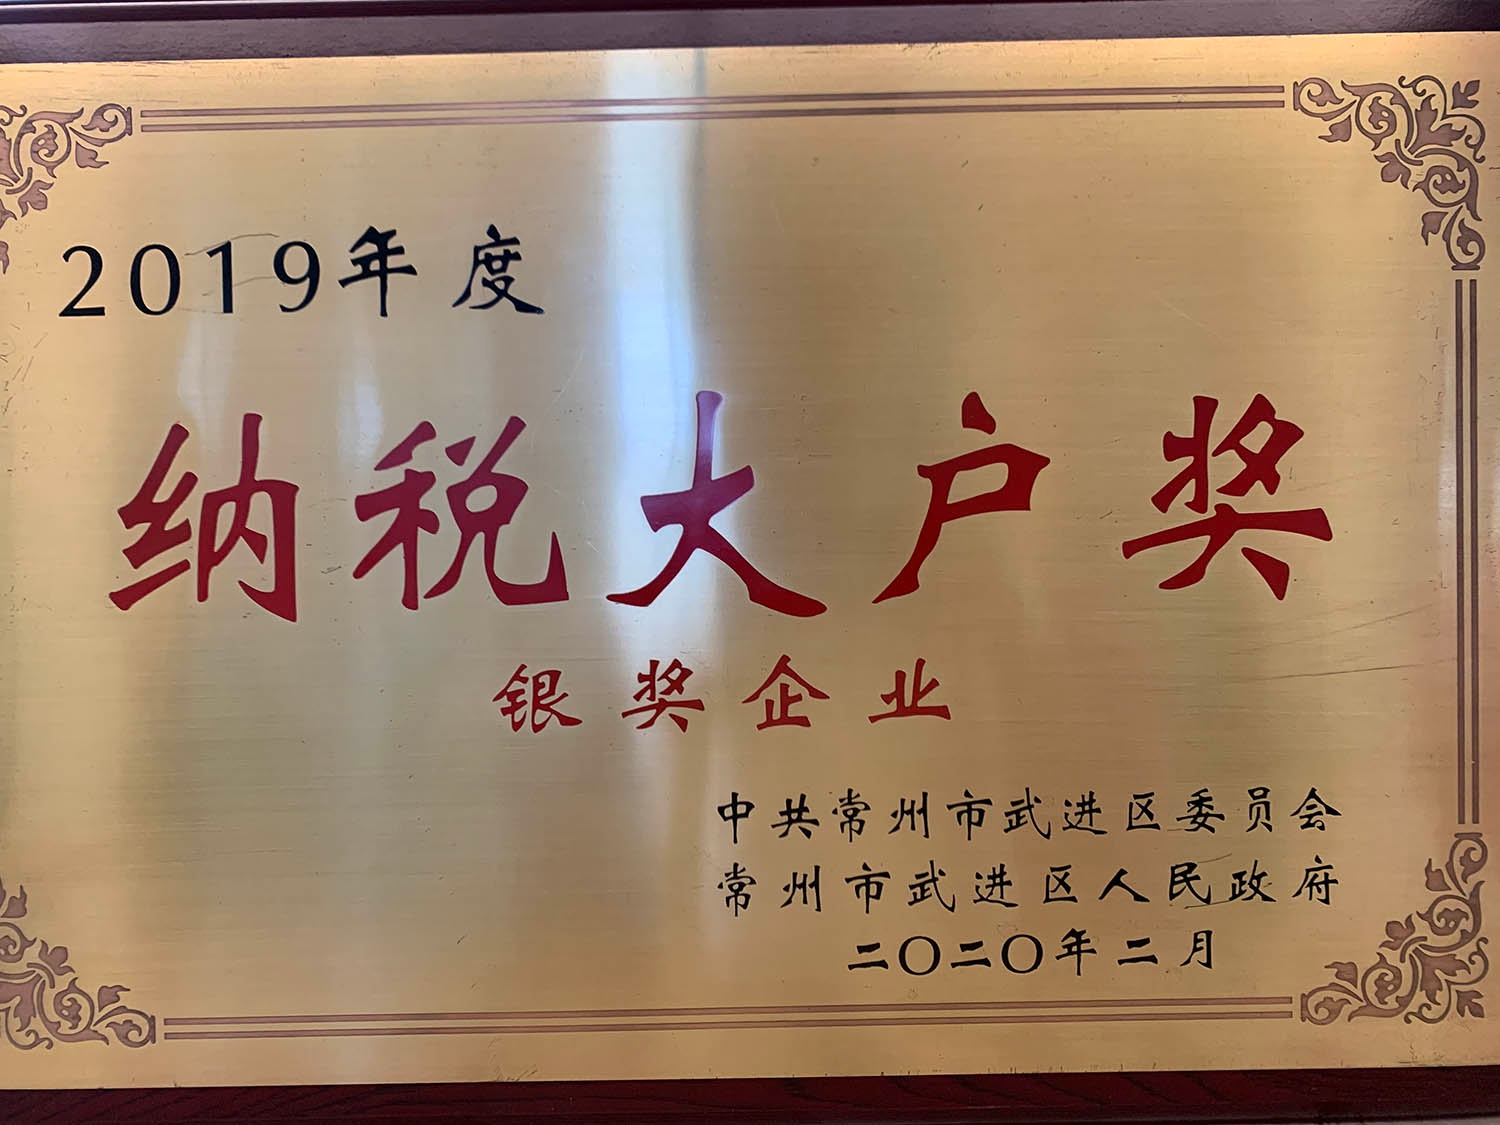 2019年度
纳税大户奖
银奖企业
中共常州市武进区委员会
常州市武进区人民政府
二〇二〇年二月